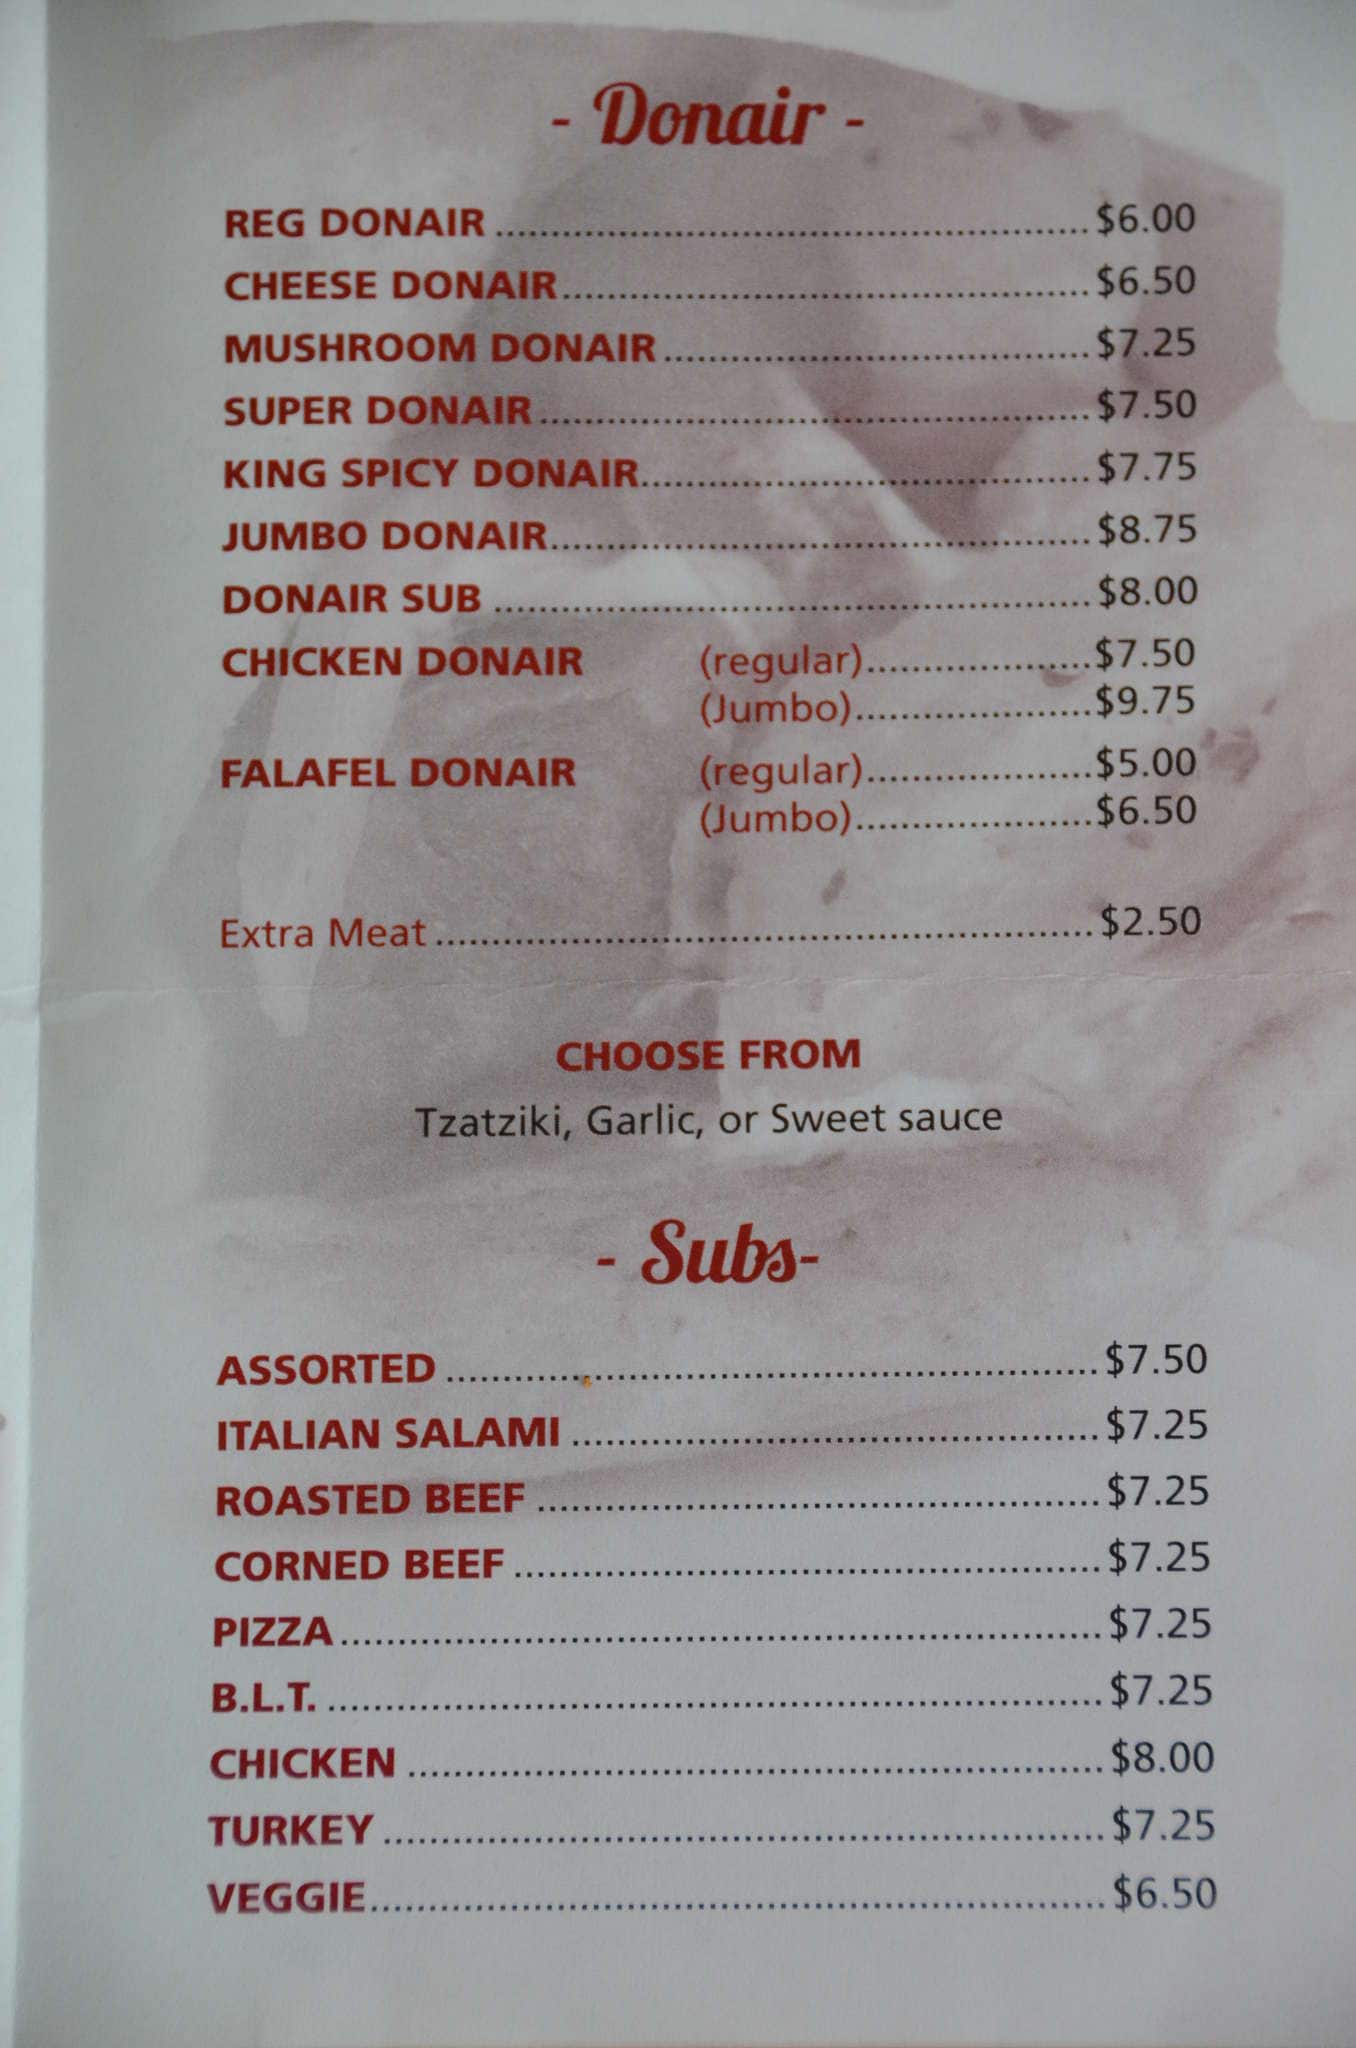 - Donair -
REG DONAIR ........ $6.00
CHEESE DONAIR ........ $6.50
MUSHROOM DONAIR ........ $7.25
SUPER DONAIR ........ $7.50
KING SPICY DONAIR ........ $7.75
JUMBO DONAIR ........ $8.75
DONAIR SUB ........ $8.00
CHICKEN DONAIR (regular) ........ $7.50
(Jumbo) ........ $9.75
FALAFEL DONAIR (regular) ........ $5.00
(Jumbo) ........ $6.50
Extra Meat ........ $2.50
CHOOSE FROM
Tzatziki, Garlic, or Sweet sauce
- Subs-
ASSORTED ........ $7.50
ITALIAN SALAMI ........ $7.25
ROASTED BEEF ........ $7.25
CORNED BEEF ........ $7.25
PIZZA ........ $7.25
B.L.T. ........ $7.25
CHICKEN ........ $8.00
TURKEY ........ $7.25
VEGGIE ........ $6.50